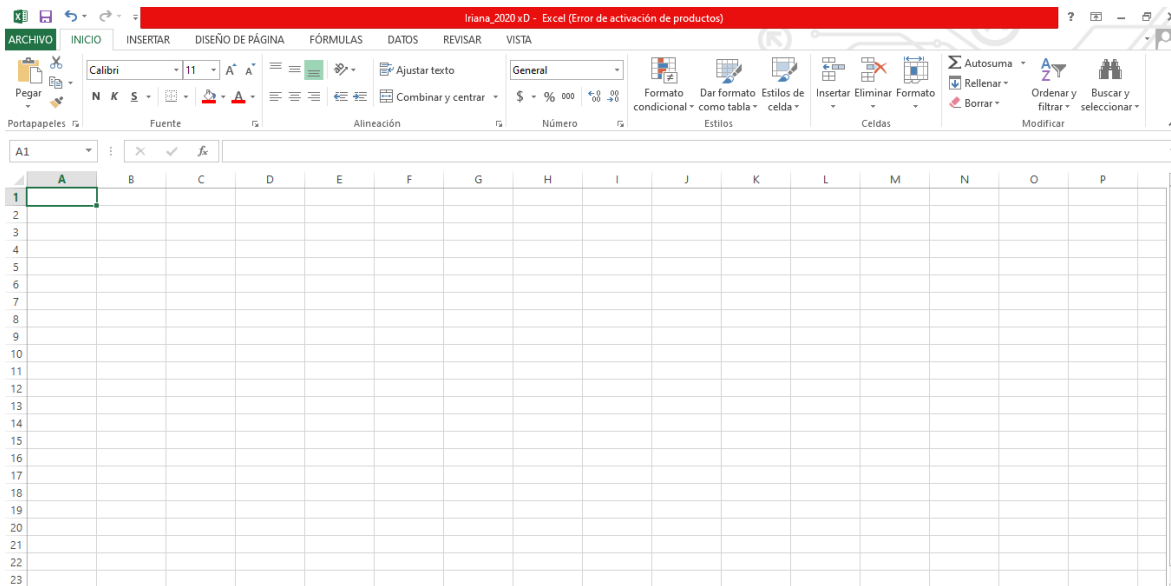 Iriana_2020 xD - Excel (Error de activación de productos)
?
ARCHIVO INICIO INSERTAR DISEÑO DE PÁGINA FÓRMULAS DATOS REVISAR VISTA
Calibri 11 A A Ajustar texto General Σ Autosuma
Pegar N K S A Combinar y centrar $ % 000 Rellenar
Formato condicional
Dar formato como tabla
Estilos de celda
Insertar Eliminar Formato
Borrar
Ordenar y filtrar
Buscar y seleccionar
Portapapeles Fuente Alineación Número Estilos Celdas Modificar
A1 fx
A B C D E F G H I J K L M N O P
1
2
3
4
5
6
7
8
9
10
11
12
13
14
15
16
17
18
19
20
21
22
23